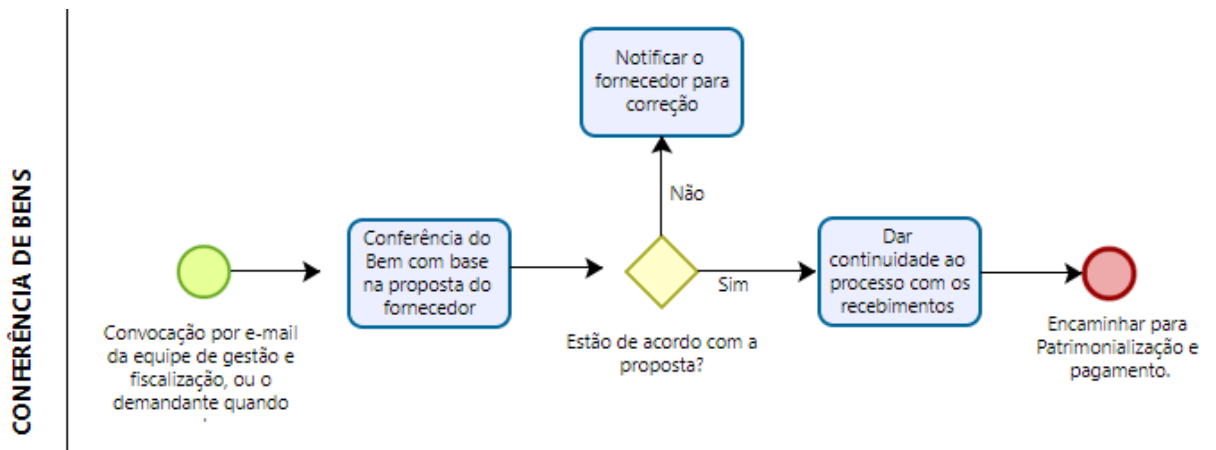 CONFERÊNCIA DE BENS
Convocação por e-mail
da equipe de gestão e
fiscalização, ou o
demandante quando
Conferência do
Bem com base
na proposta do
fornecedor
Notificar o
fornecedor para
correção
Não
Sim
Estão de acordo com a
proposta?
Dar
continuidade ao
processo com os
recebimentos
Encaminhar para
Patrimonialização e
pagamento.